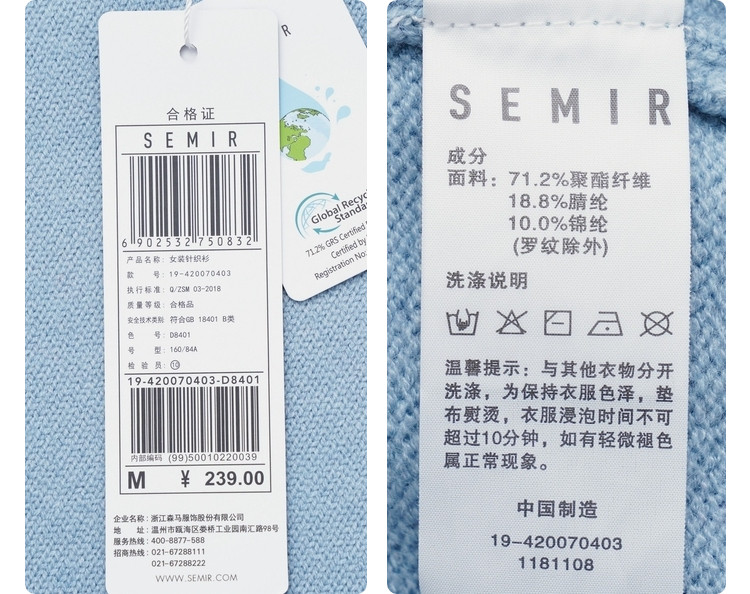 合格证
SEMIR
6 902532 750832
产品名称: 女装针织衫
款 号: 19-420070403
执行标准: Q/ZSM 03-2018
质量等级: 合格品
安全技术类别: 符合GB 18401 B类
色 号: D8401
号 型: 160/84A
检 验 员: 10
19-420070403-D8401
内部编码 (99)50010220039
M ¥ 239.00
企业名称: 浙江森马服饰股份有限公司
地 址: 温州市瓯海区娄桥工业园南汇路98号
服务热线: 400-8877-588
招商热线: 021-67288111
021-67288222
WWW.SEMIR.COM
R
Global Recyc
Standa
71.2% GRS Certified
Certified by
Registration No:
SEMIR
成分
面料: 71.2%聚酯纤维
18.8%腈纶
10.0%锦纶
(罗纹除外)
洗涤说明
温馨提示: 与其他衣物分开
洗涤, 为保持衣服色泽, 垫
布熨烫, 衣服浸泡时间不可
超过10分钟, 如有轻微褪色
属正常现象。
中国制造
19-420070403
1181108